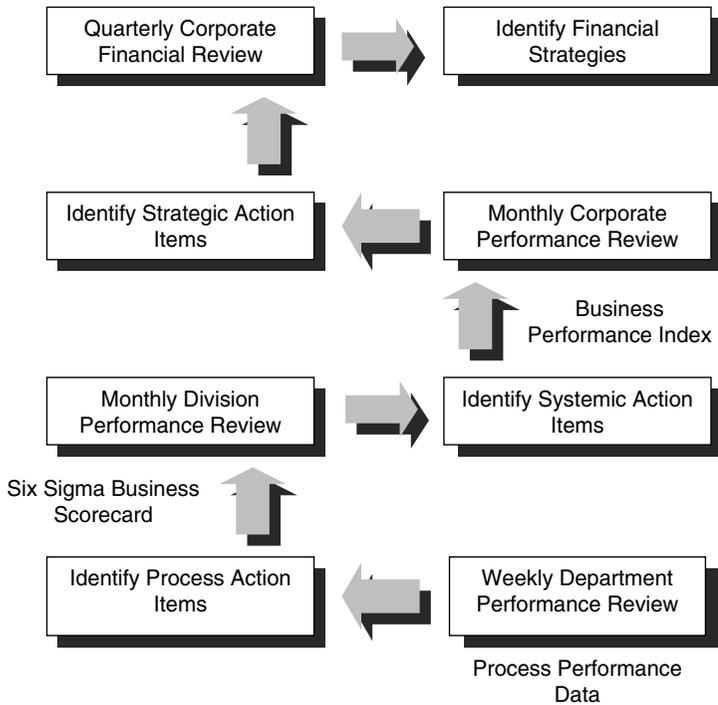 Quarterly Corporate
Financial Review
Identify Financial
Strategies
Identify Strategic Action
Items
Monthly Corporate
Performance Review
Business
Performance Index
Monthly Division
Performance Review
Identify Systemic Action
Items
Six Sigma Business
Scorecard
Identify Process Action
Items
Weekly Department
Performance Review
Process Performance
Data